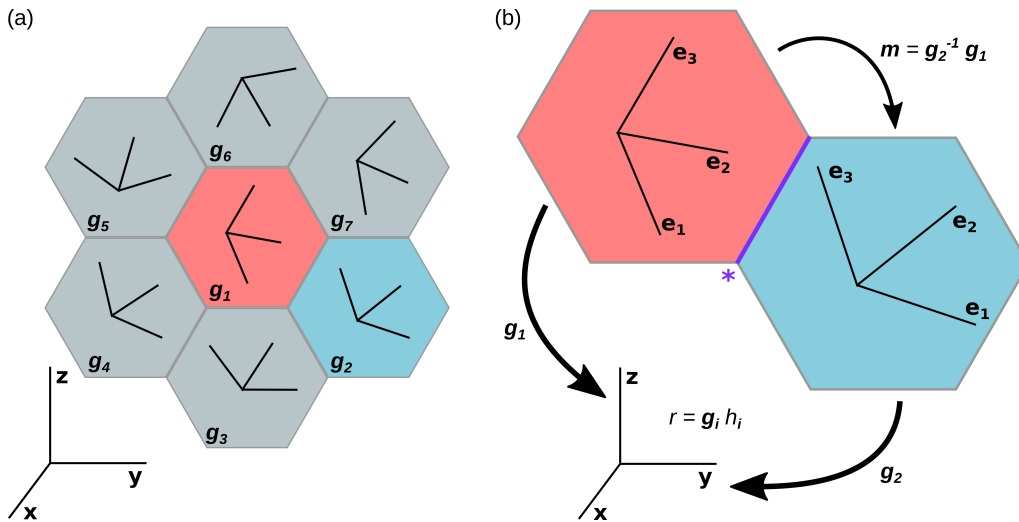 (a)
g6
g5
g7
g1
g4
g2
g3
z
y
x
(b)
e3
m = g2-1 g1
e2
e3
e1
e2
*
e1
g1
z
r = gi hi
y
g2
x